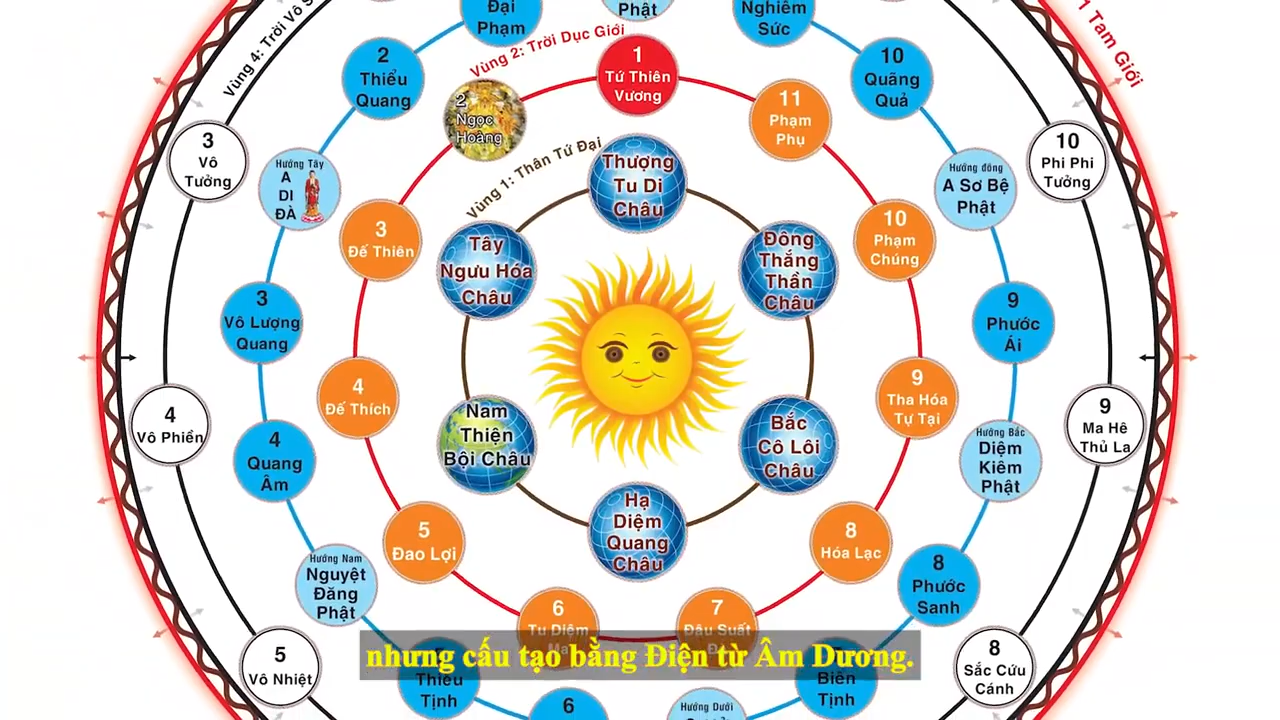 Đại
Phạm
Phật
Nghiêm
Sức
Vùng 4: Trời Vô S
1 Tam Giới
Vùng 2: Trời Dục Giới
2
Thiểu
Quang
1
Tứ Thiên
Vương
10
Quãng
Quả
2
Ngọc
Hoàng
11
Phạm
Phụ
3
Vô
Tưởng
10
Phi Phi
Tưởng
Vùng 1: Thân Tứ Đại
Hướng Tây
A
DI
ĐÀ
Thượng
Tu Di
Châu
Hướng đông
A Sơ Bệ
Phật
3
Đế Thiên
10
Phạm
Chúng
Tây
Ngưu Hóa
Châu
Đông
Thắng
Thần
Châu
3
Vô Lượng
Quang
9
Phước
Ái
4
Đế Thích
9
Tha Hóa
Tự Tại
4
Vô Phiền
9
Ma Hê
Thủ La
Nam
Thiện
Bội Châu
Bắc
Cô Lôi
Châu
4
Quang
Âm
Hướng Bắc
Diệm
Kiêm
Phật
Hạ
Diệm
Quang
Châu
5
Đao Lợi
8
Hóa Lạc
Hướng Nam
Nguyệt
Đăng
Phật
8
Phước
Sanh
6
Tu Diệm
Ma
7
Đâu Suất
5
Vô Nhiệt
8
Sắc Cứu
Cánh
nhưng cấu tạo bằng Điện từ Âm Dương.
Thiểu
Tịnh
Biên
Tịnh
6
Hướng Dưới